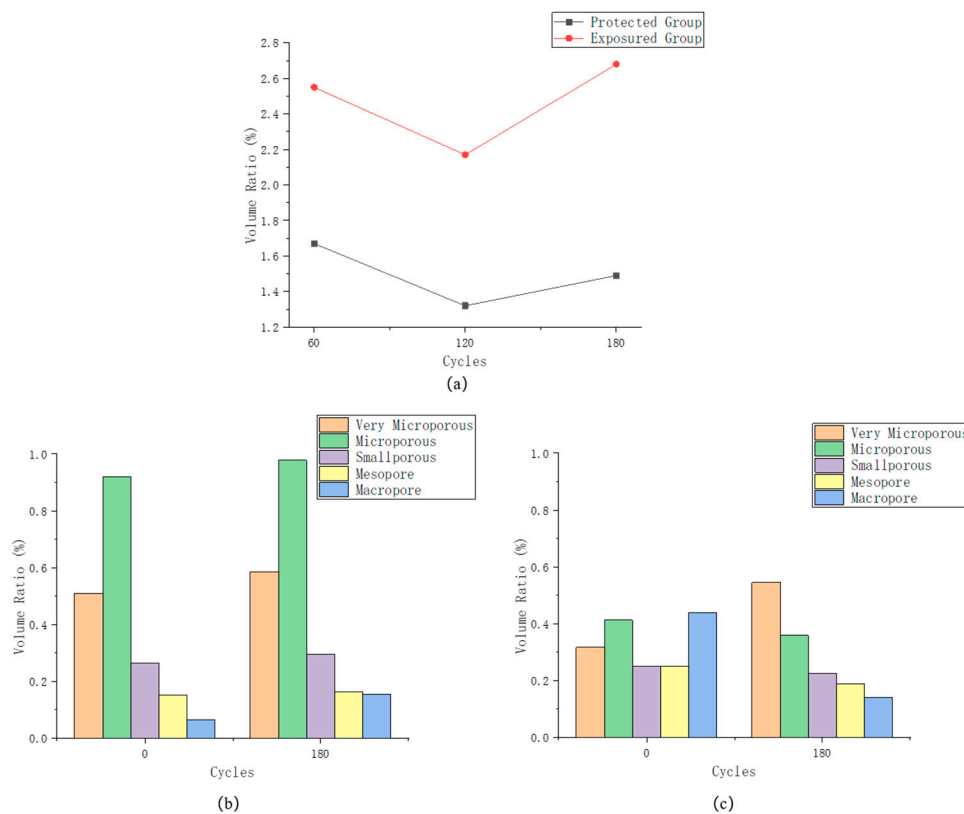 Protected Group
Exposured Group
2.8
2.6
2.4
2.2
2.0
1.8
1.6
1.4
1.2
Volume Ratio (%)
60
120
180
Cycles
(a)
Very Microporous
Microporous
Smallporous
Mesopore
Macropore
1.0
0.8
0.6
0.4
0.2
0.0
Volume Ratio (%)
0
180
Cycles
(b)
Very Microporous
Microporous
Smallporous
Mesopore
Macropore
1.0
0.8
0.6
0.4
0.2
0.0
Volume Ratio (%)
0
180
Cycles
(c)